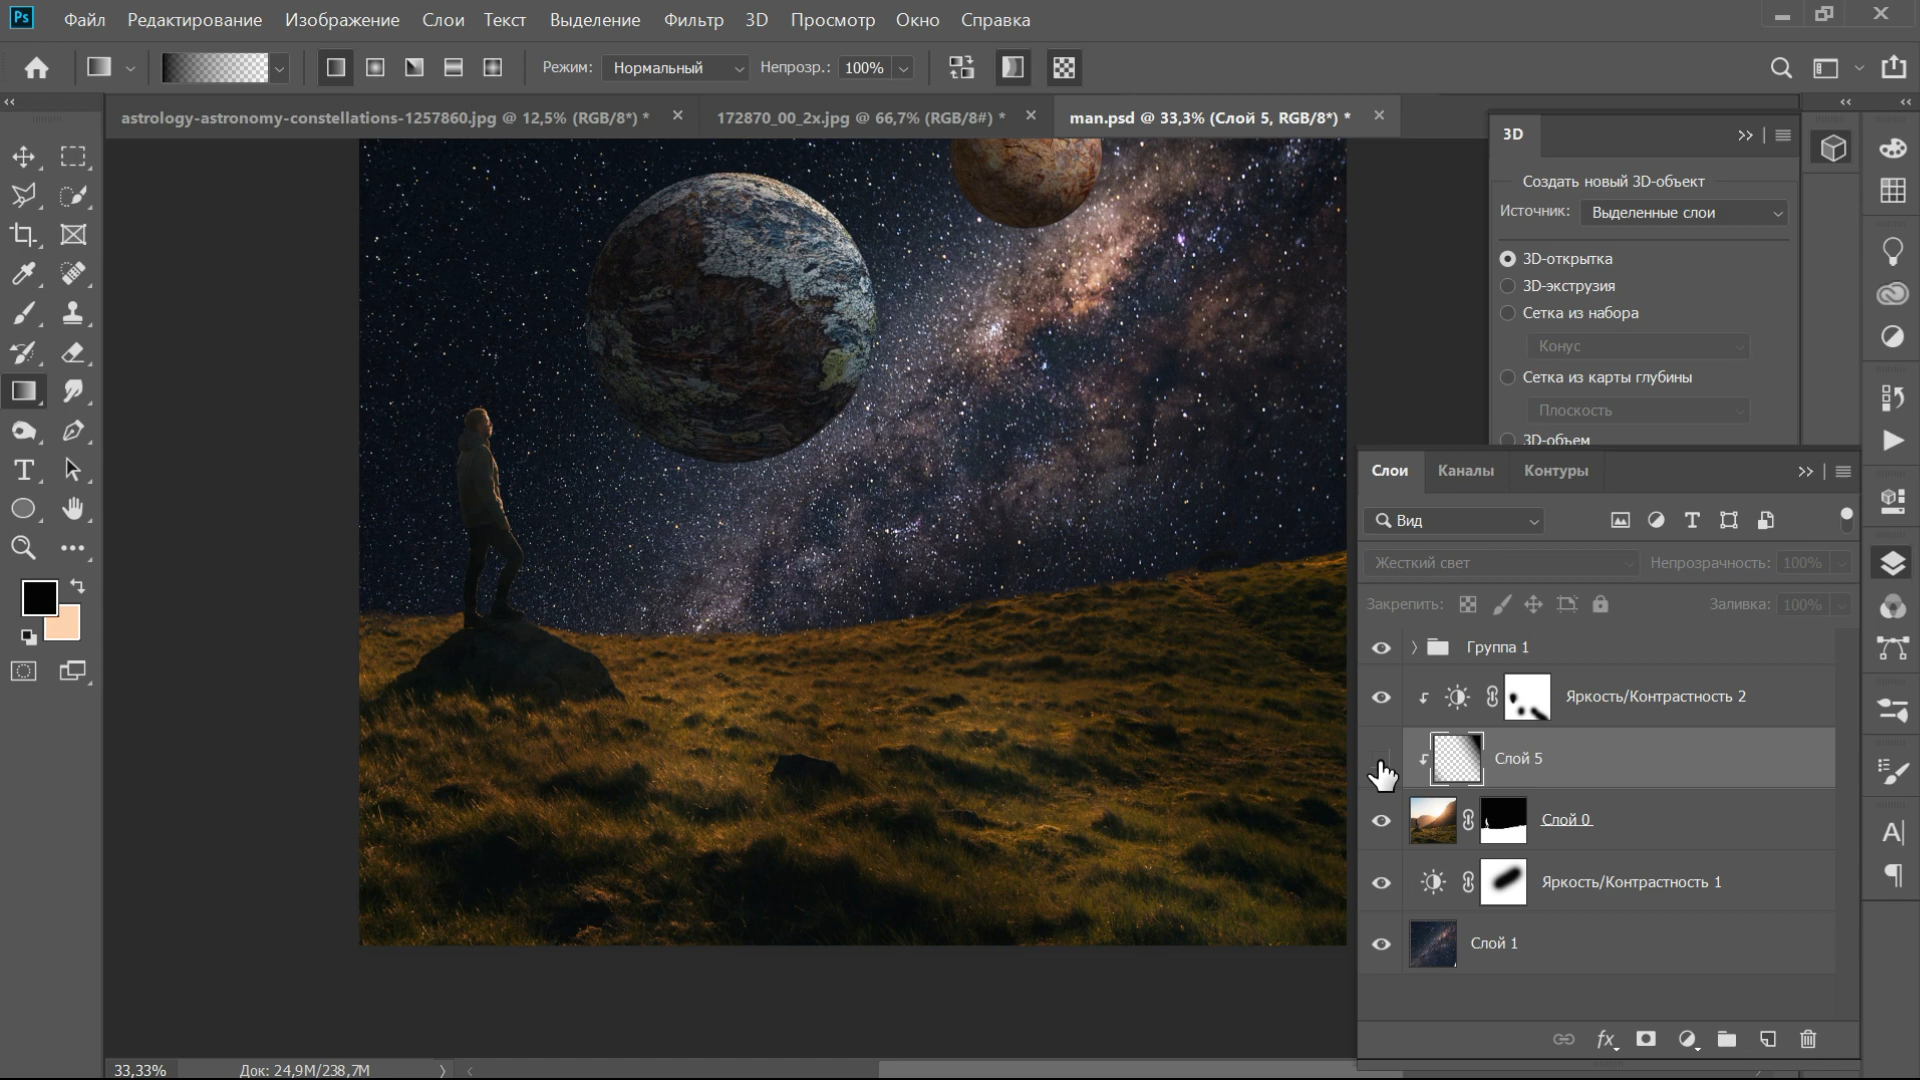 Ps
Файл Редактирование Изображение Слои Текст Выделение Фильтр 3D Просмотр Окно Справка
Режим: Нормальный Непрозр.: 100%
astrology-astronomy-constellations-1257860.jpg @ 12,5% (RGB/8*) *
172870_00_2x.jpg @ 66,7% (RGB/8#) *
man.psd @ 33,3% (Слой 5, RGB/8*) *
3D
Создать новый 3D-объект
Источник: Выделенные слои
3D-открытка
3D-экструзия
Сетка из набора
Конус
Сетка из карты глубины
Плоскость
3D-объем
Слои Каналы Контуры
Вид
Жесткий свет Непрозрачность: 100%
Закрепить: Заливка: 100%
Группа 1
Яркость/Контрастность 2
Слой 5
Слой 0
Яркость/Контрастность 1
Слой 1
fx
33,33% Док: 24,9M/238,7M